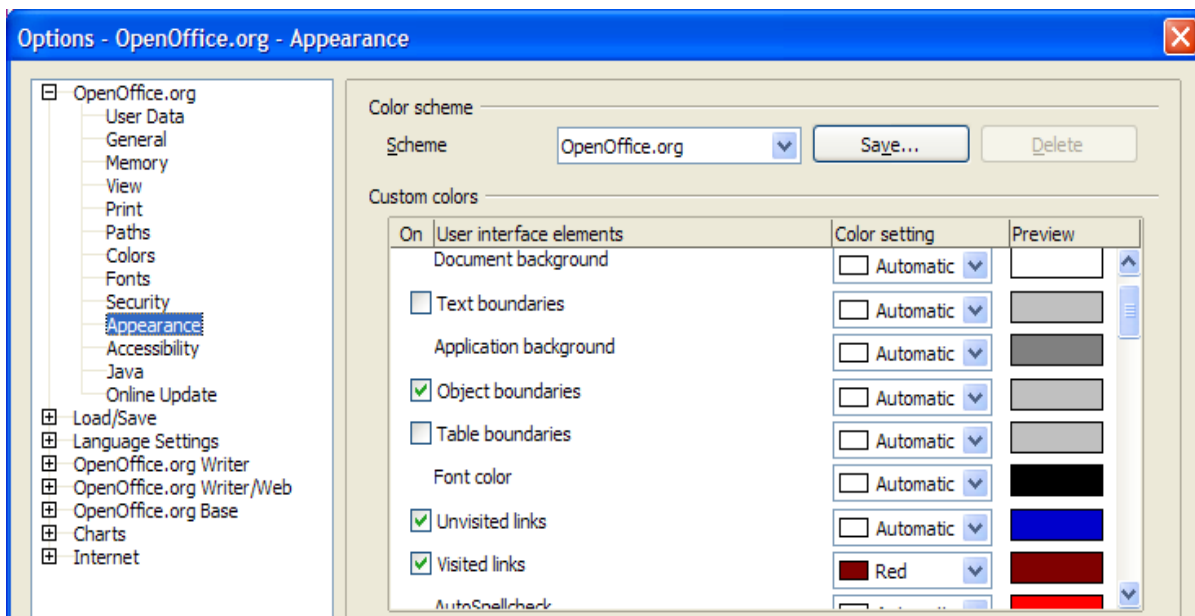 Options - OpenOffice.org - Appearance
OpenOffice.org
User Data
General
Memory
View
Print
Paths
Colors
Fonts
Security
Appearance
Accessibility
Java
Online Update
Load/Save
Language Settings
OpenOffice.org Writer
OpenOffice.org Writer/Web
OpenOffice.org Base
Charts
Internet
Color scheme
Scheme OpenOffice.org Save... Delete
Custom colors
On User interface elements Color setting Preview
Document background Automatic
Text boundaries Automatic
Application background Automatic
Object boundaries Automatic
Table boundaries Automatic
Font color Automatic
Unvisited links Automatic
Visited links Red
AutoSpellcheck